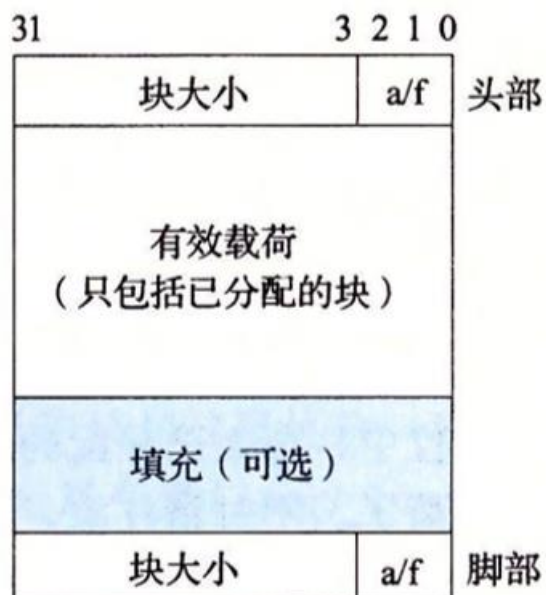 31 3 2 1 0
块大小 a/f 头部
有效载荷
（只包括已分配的块）
填充（可选）
块大小 a/f 脚部